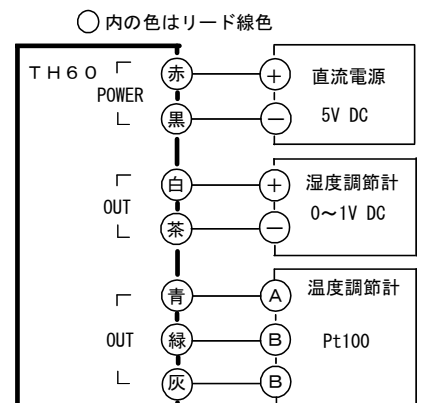 ○内の色はリード線色
TH60
POWER
赤
+
直流電源
黒
−
5V DC
OUT
白
+
湿度調節計
茶
−
0～1V DC
OUT
青
A
温度調節計
緑
B
Pt100
灰
B